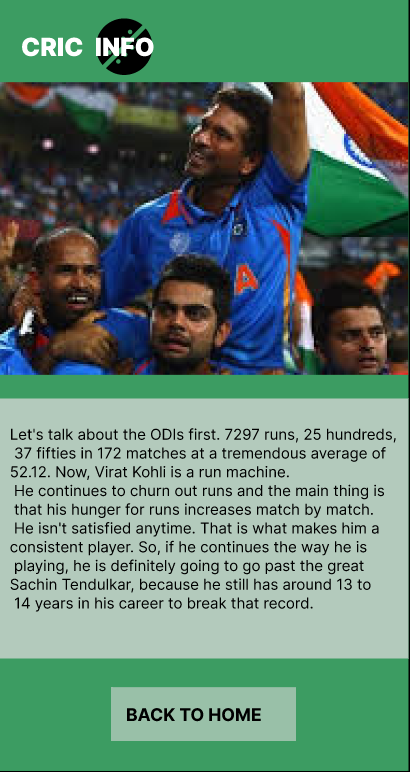 CRIC INFO
A
Let's talk about the ODIs first. 7297 runs, 25 hundreds,
37 fifties in 172 matches at a tremendous average of
52.12. Now, Virat Kohli is a run machine.
He continues to churn out runs and the main thing is
that his hunger for runs increases match by match.
He isn't satisfied anytime. That is what makes him a
consistent player. So, if he continues the way he is
playing, he is definitely going to go past the great
Sachin Tendulkar, because he still has around 13 to
14 years in his career to break that record.
BACK TO HOME